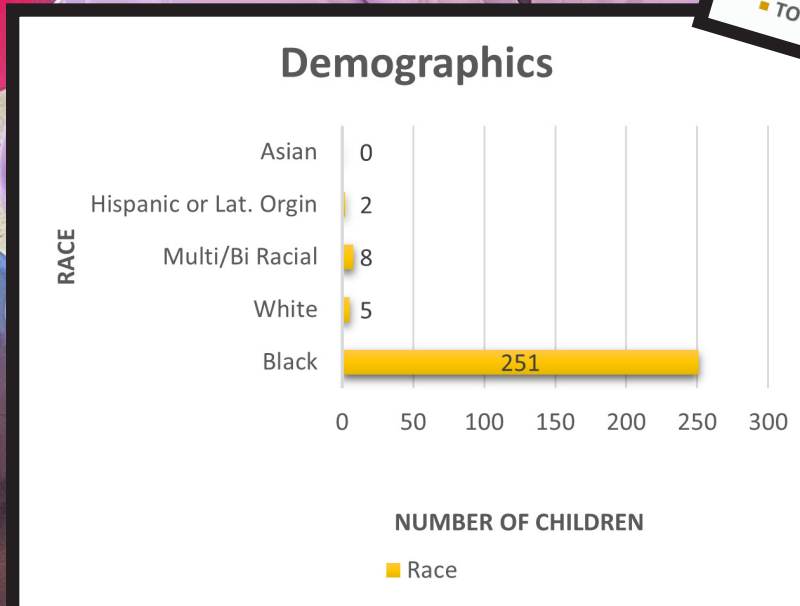 TO
Demographics
RACE
Asian 0
Hispanic or Lat. Orgin 2
Multi/Bi Racial 8
White 5
Black 251
0 50 100 150 200 250 300
NUMBER OF CHILDREN
Race